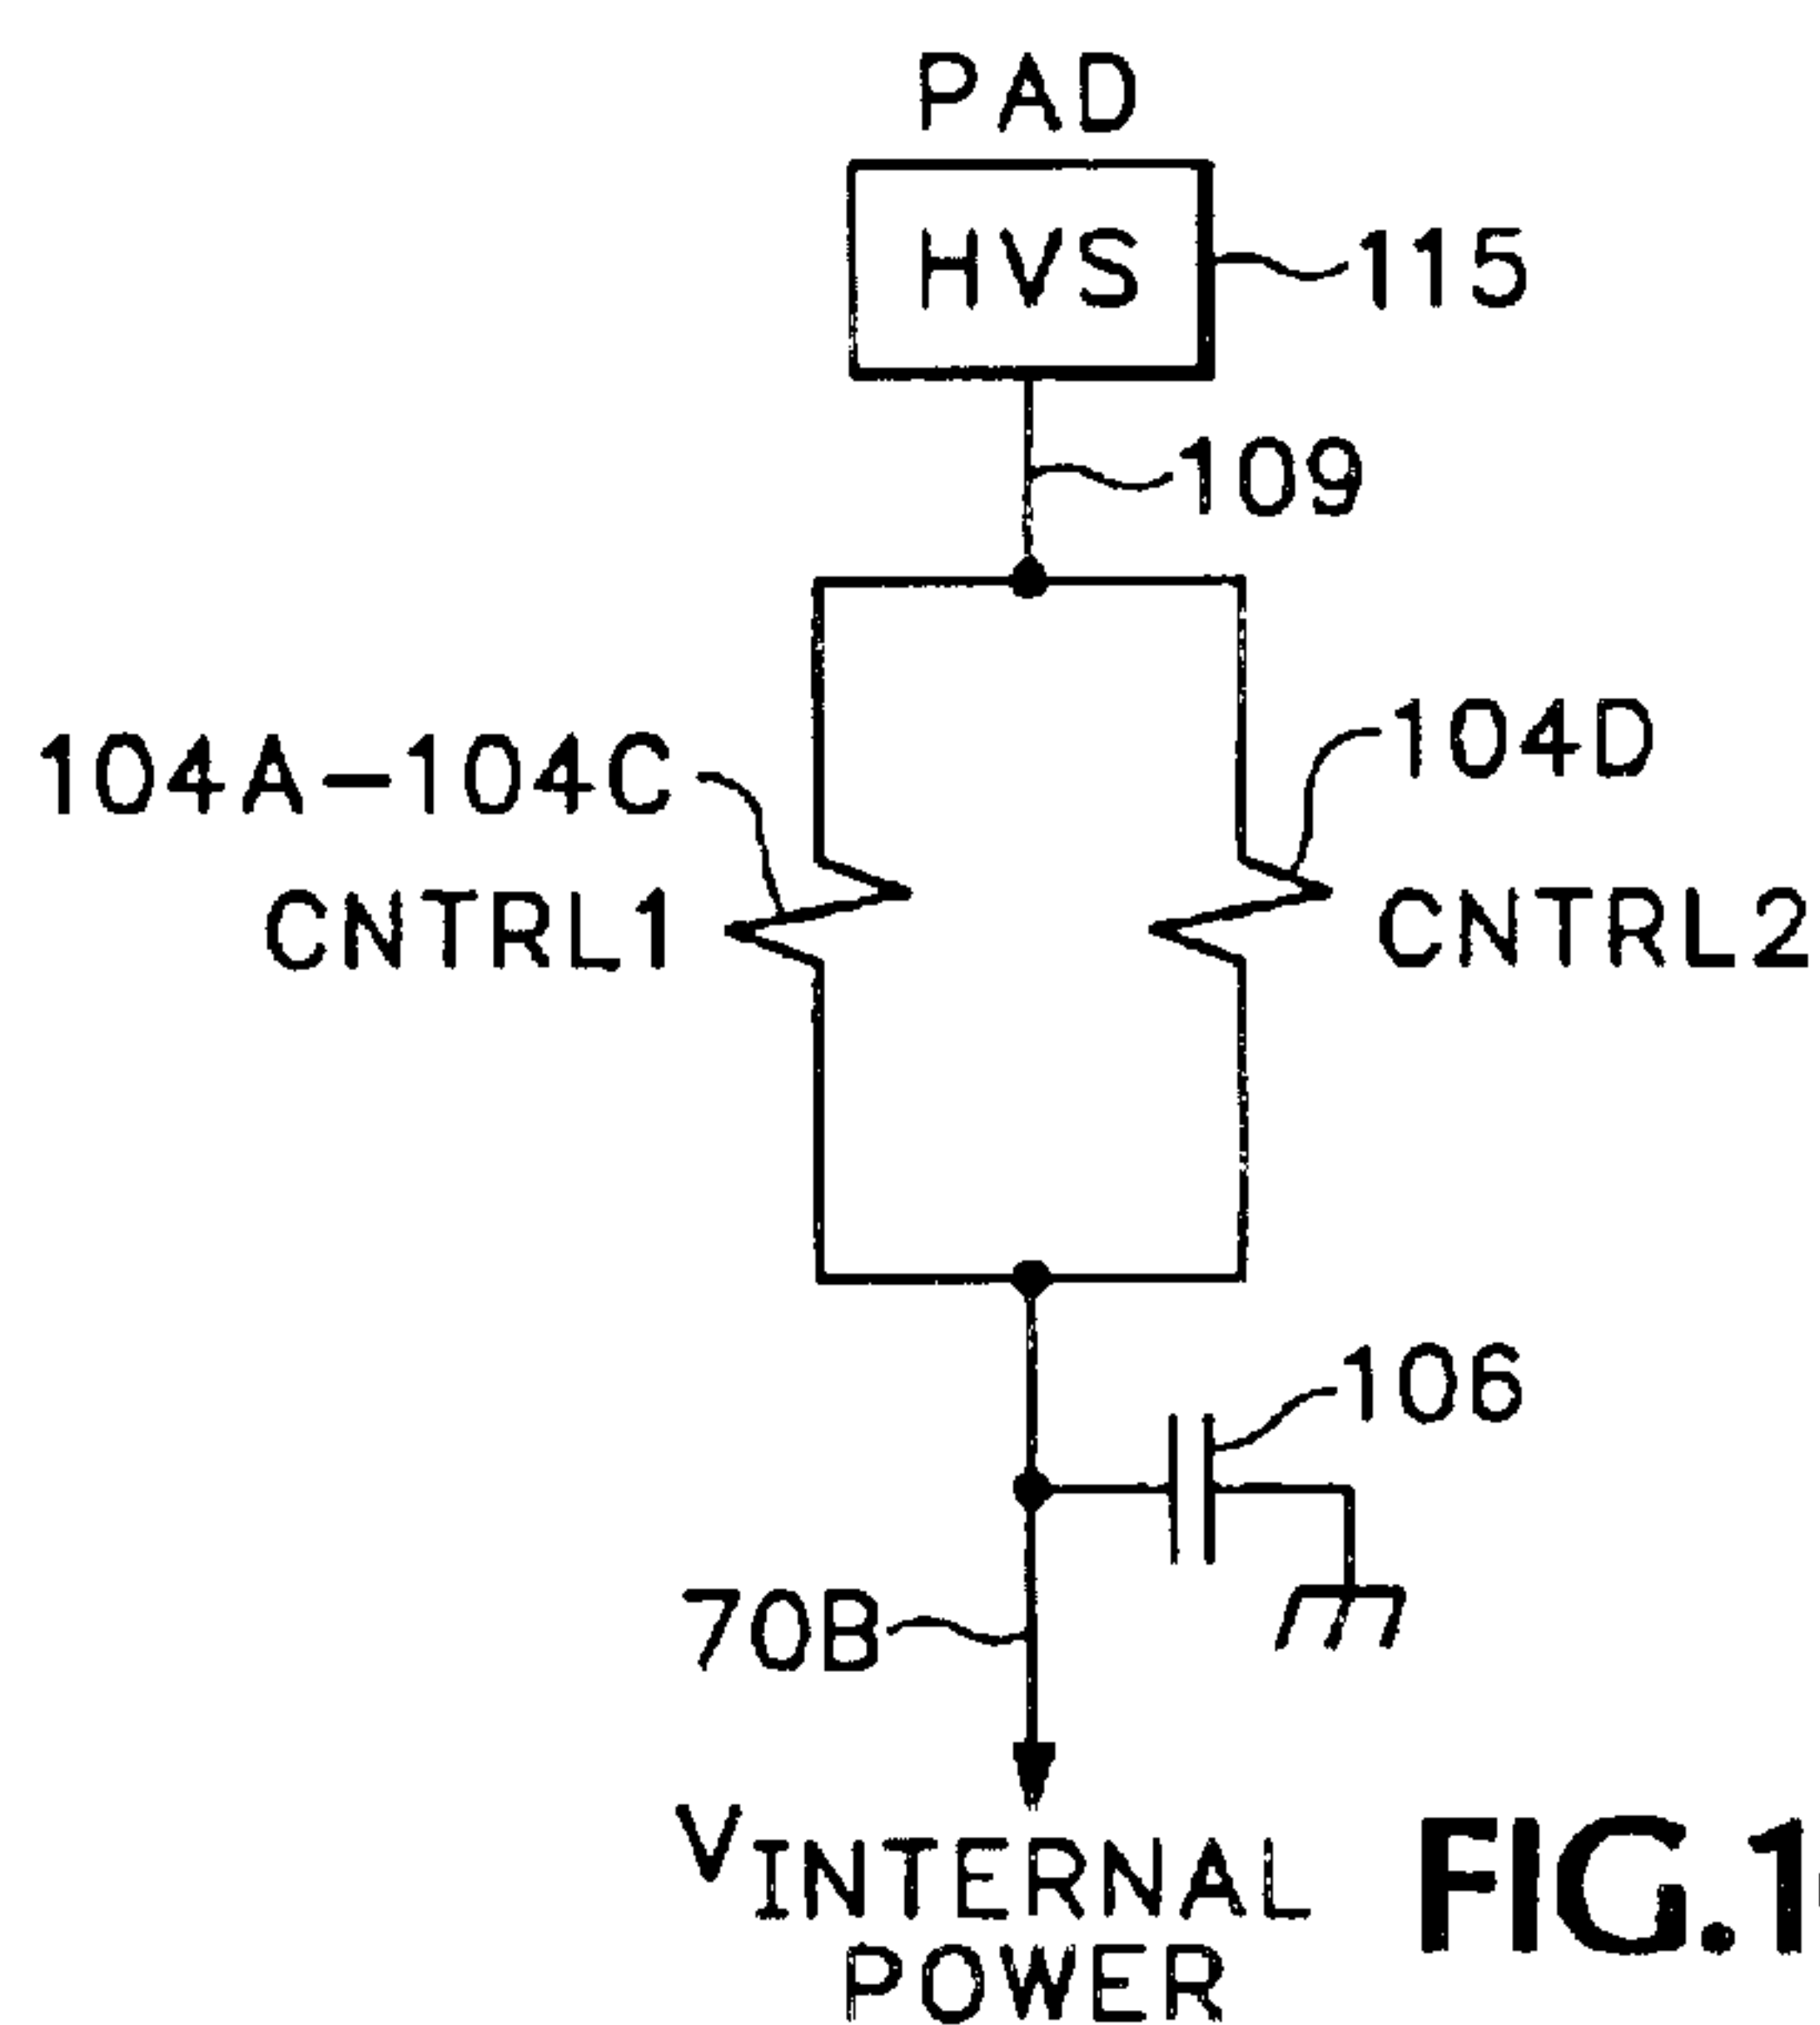 PAD
HVS
115
109
104A-104C
104D
CNTRL1
CNTRL2
106
70B
VINTERNAL
POWER